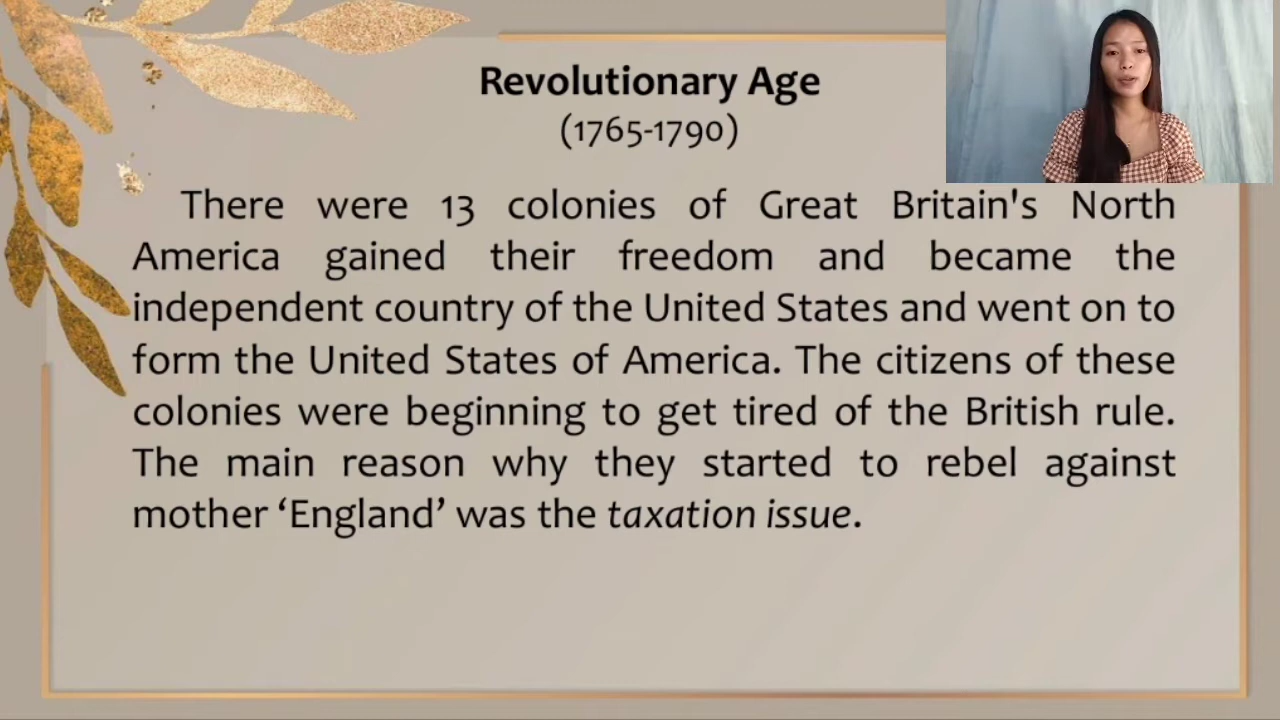 Revolutionary Age
(1765-1790)
There were 13 colonies of Great Britain's North
America gained their freedom and became the
independent country of the United States and went on to
form the United States of America. The citizens of these
colonies were beginning to get tired of the British rule.
The main reason why they started to rebel against
mother ‘England’ was the taxation issue.